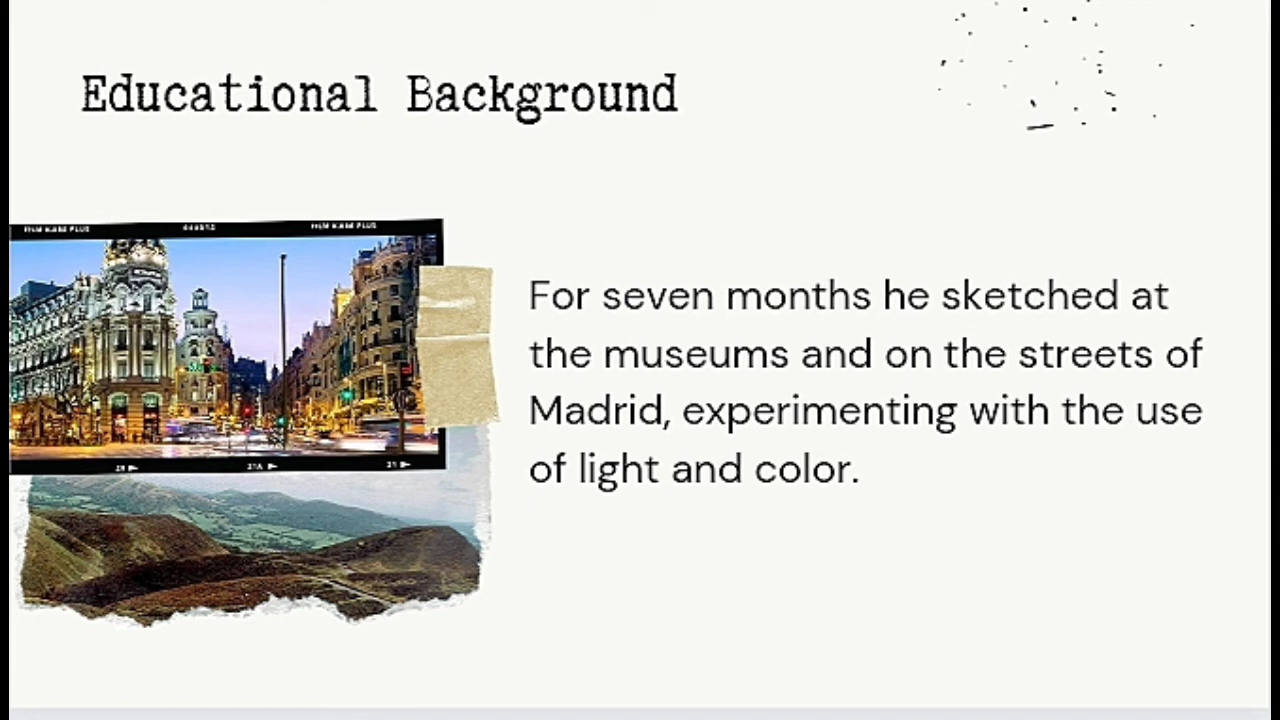 Educational Background
For seven months he sketched at
the museums and on the streets of
Madrid, experimenting with the use
of light and color.